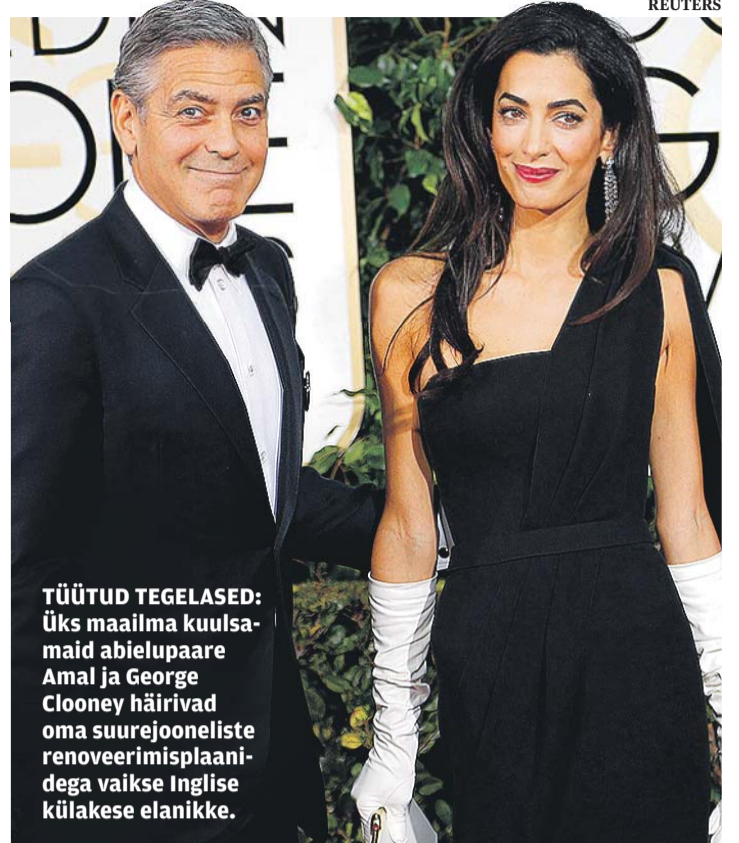 REUTERS
TÜÜTUD TEGELASED:
Üks maailma kuulsa-
maid abielupaare
Amal ja George
Clooney häirivad
oma suurejooneliste
renoveerimisplaani-
dega vaikse Inglise
külakese elanikke.